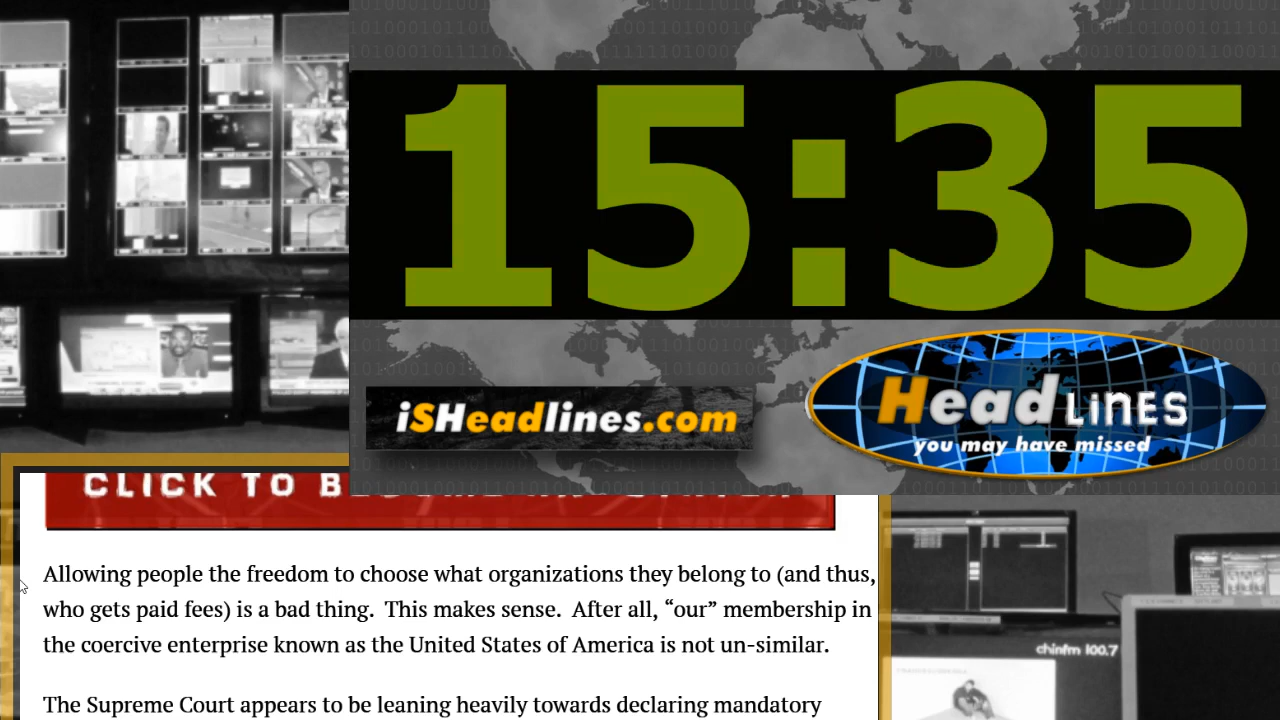 15:35
iSHeadlines.com
HeadLINES
you may have missed
CLICK TO
Allowing people the freedom to choose what organizations they belong to (and thus,
who gets paid fees) is a bad thing.  This makes sense.  After all, “our” membership in
the coercive enterprise known as the United States of America is not un-similar.
chinfm 100.7
The Supreme Court appears to be leaning heavily towards declaring mandatory